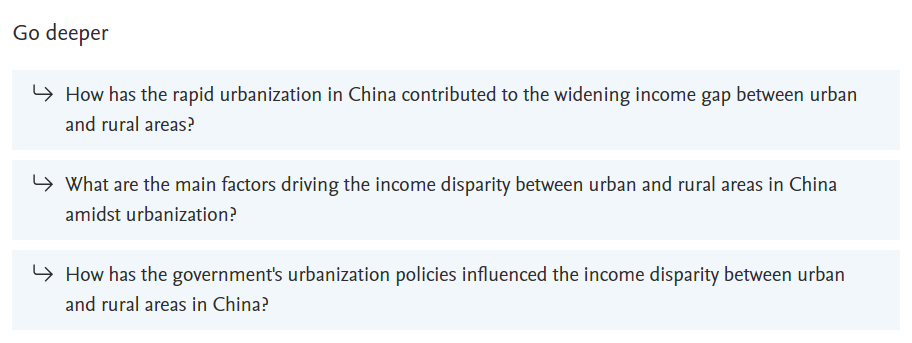 Go deeper
How has the rapid urbanization in China contributed to the widening income gap between urban
and rural areas?
What are the main factors driving the income disparity between urban and rural areas in China
amidst urbanization?
How has the government's urbanization policies influenced the income disparity between urban
and rural areas in China?